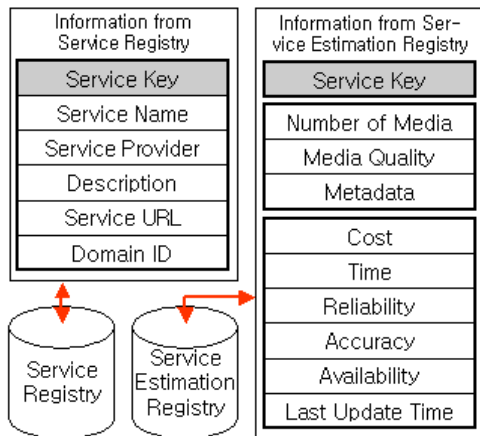 Information from
Service Registry
Service Key
Service Name
Service Provider
Description
Service URL
Domain ID
Service
Registry
Service
Estimation
Registry
Information from Ser-
vice Estimation Registry
Service Key
Number of Media
Media Quality
Metadata
Cost
Time
Reliability
Accuracy
Availability
Last Update Time